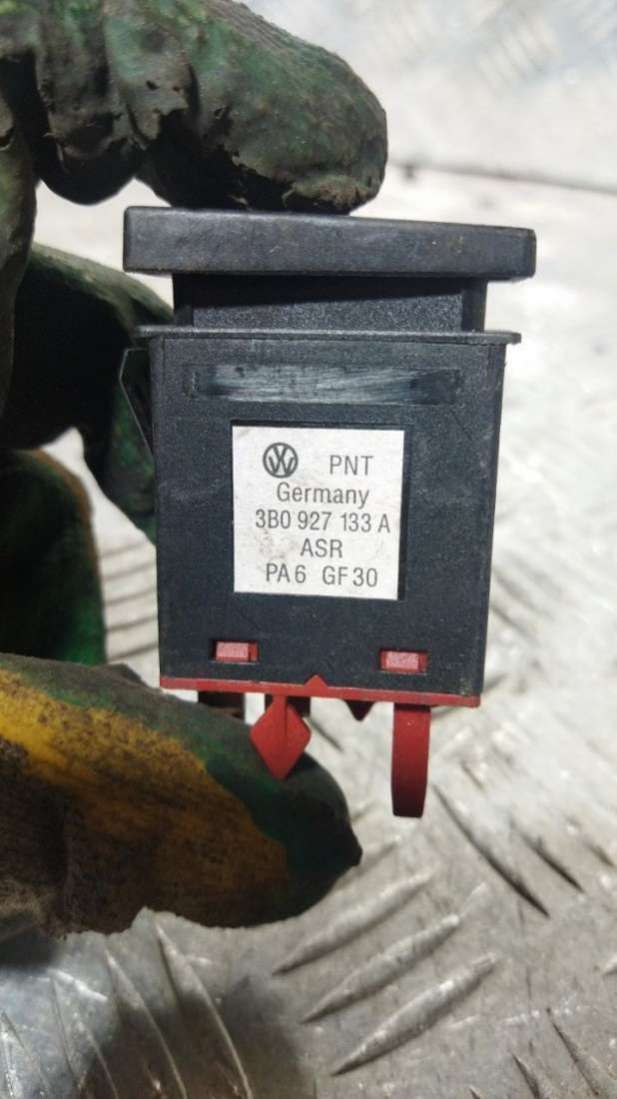 PNT
Germany
3B0 927 133 A
ASR
PA6 GF30